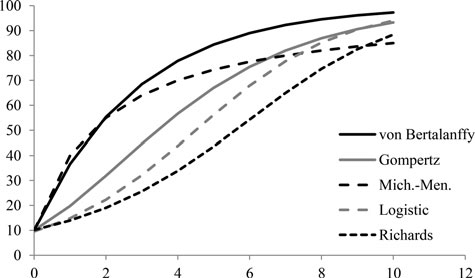 100
90
80
70
60
50
40
30
20
10
0
von Bertalanffy
Gompertz
Mich.-Men.
Logistic
Richards
0 2 4 6 8 10 12